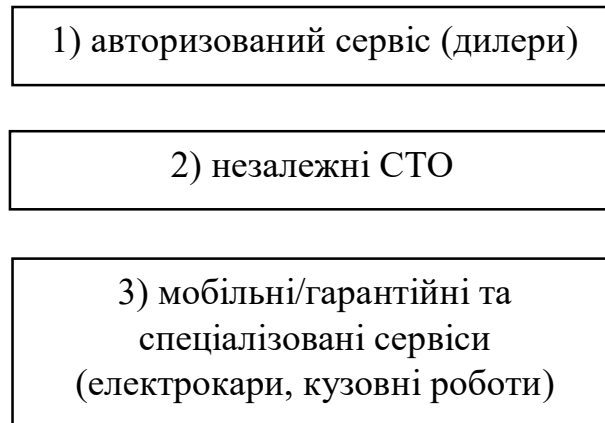 1) авторизований сервіс (дилери)
2) незалежні СТО
3) мобільні/гарантійні та
спеціалізовані сервіси
(електрокари, кузовні роботи)